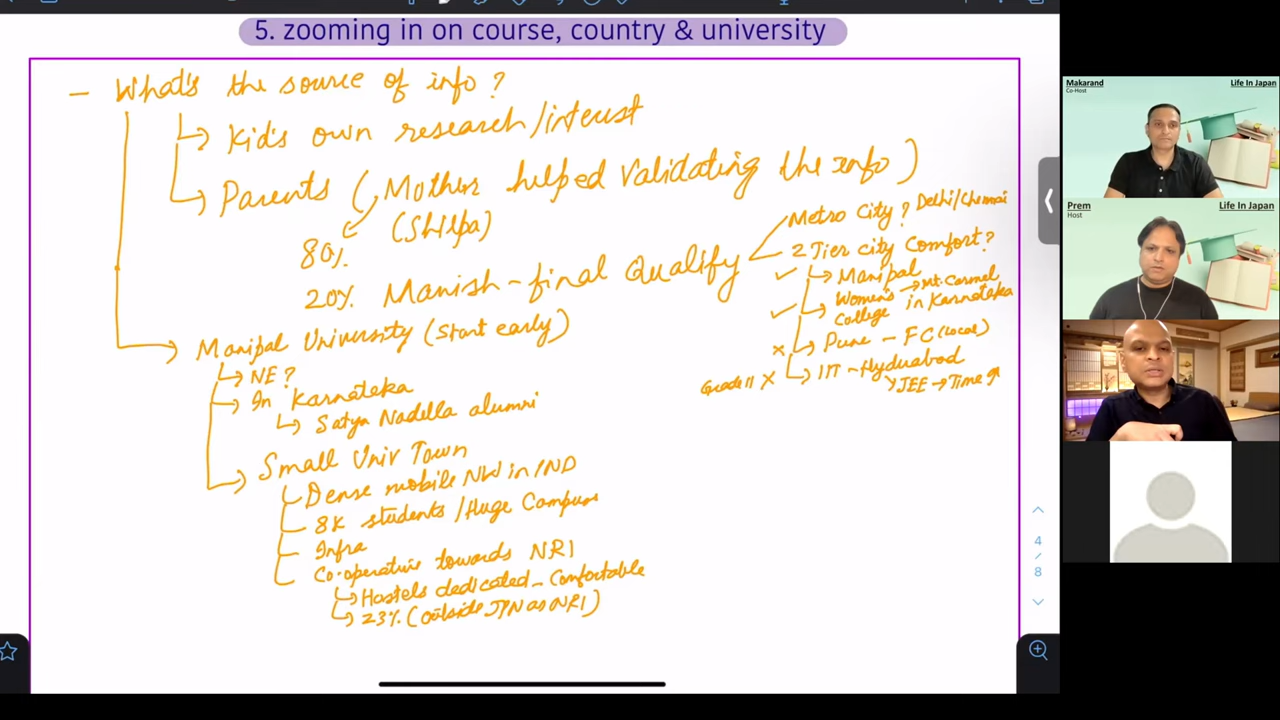 5. zooming in on course, country & university
- What's the source of info?
Kid's own research/interest
Parents (Mother helped validating the info)
(Shilpa)
80%
20% Manish - final Qualify
Metro City? Delhi/Chennai
2 Tier city Comfort?
Manipal
Women's → Mt. Carmel
College in Karnataka
Pune - FC (Local)
Grade 11 x IIT - Hyderabad
JEE → Time
Manipal University (Start early)
NE?
In Karnateka
Satya Nadella alumni
Small Univ Town
Dense mobile NW in IND
8K students / Huge Campus
Infra
Co-operative towards NRI
Hostels dedicated - Comfortable
23% (outside JPN as NRI)
4
/
8
Makarand
Co-Host
Life In Japan
Prem
Host
Life In Japan